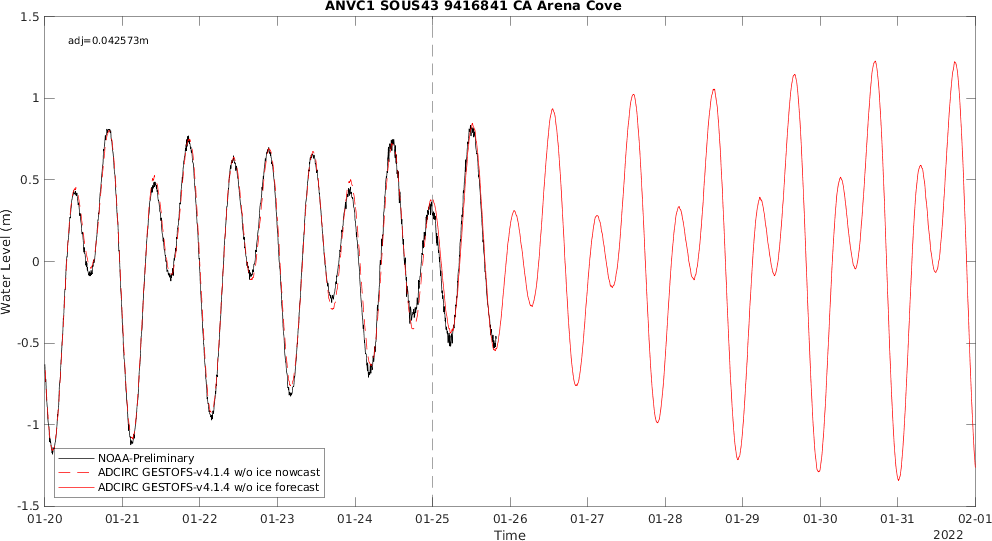 ANVC1 SOUS43 9416841 CA Arena Cove
adj=0.042573m
Water Level (m)
1.5
1
0.5
0
-0.5
-1
-1.5
NOAA-Preliminary
ADCIRC GESTOFS-v4.1.4 w/o ice nowcast
ADCIRC GESTOFS-v4.1.4 w/o ice forecast
01-20 01-21 01-22 01-23 01-24 01-25 01-26 01-27 01-28 01-29 01-30 01-31 02-01
Time
2022